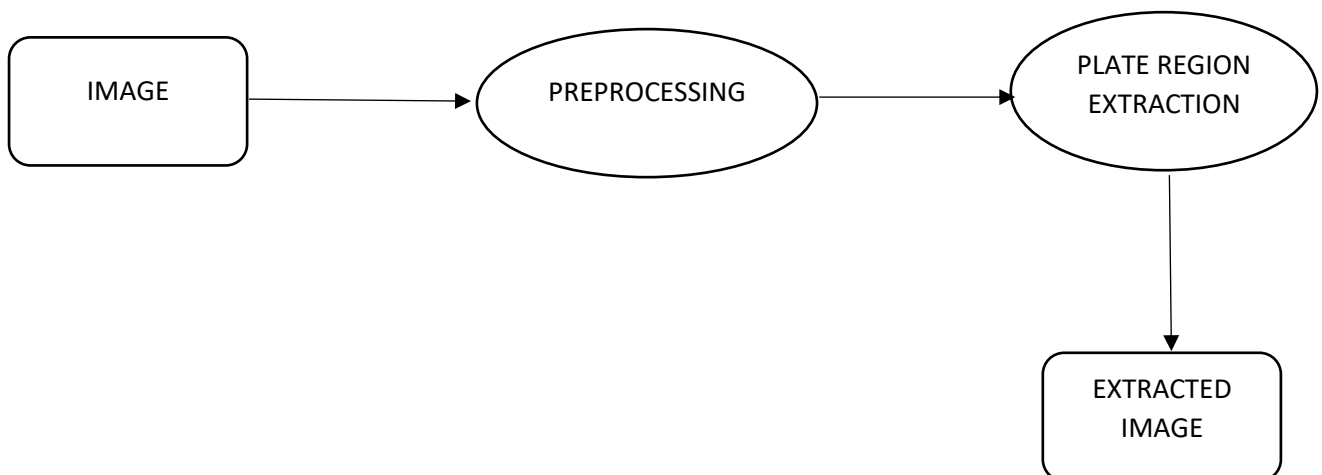 IMAGE
PREPROCESSING
PLATE REGION
EXTRACTION
EXTRACTED
IMAGE